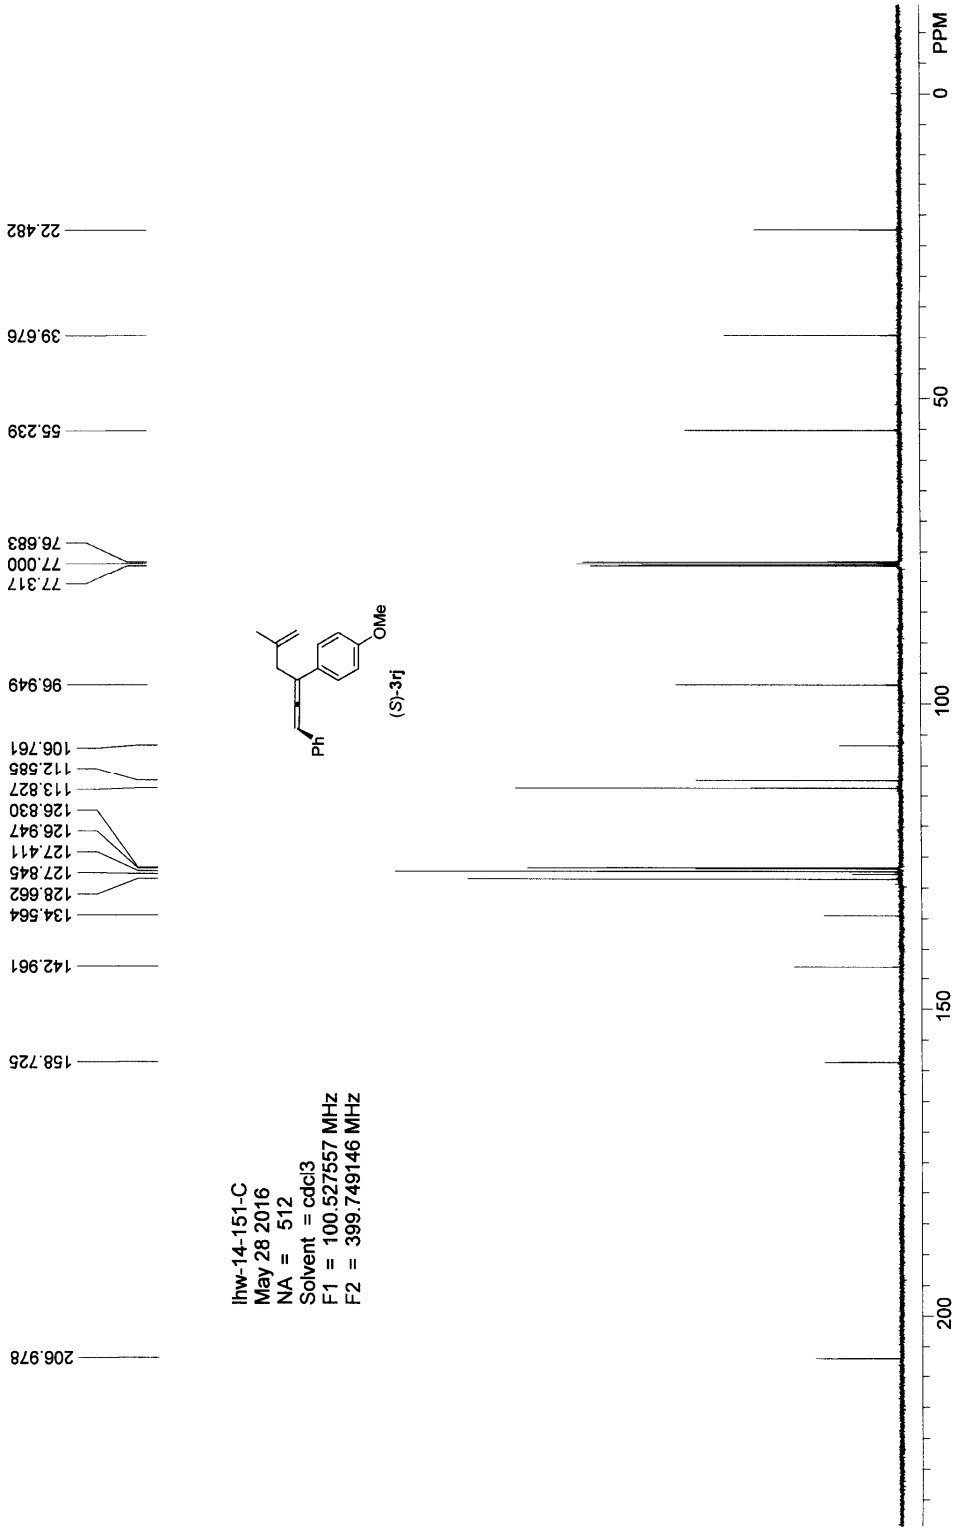 lhw-14-151-C
May 28 2016
NA = 512
Solvent = cdcl3
F1 = 100.527557 MHz
F2 = 399.749146 MHz
206.978
158.725
142.961
134.564
128.662
127.845
127.411
126.947
126.830
113.827
112.585
106.761
96.949
77.317
77.000
76.683
55.239
39.676
22.482
Ph
OMe
(S)-3rj
200
150
100
50
0
PPM